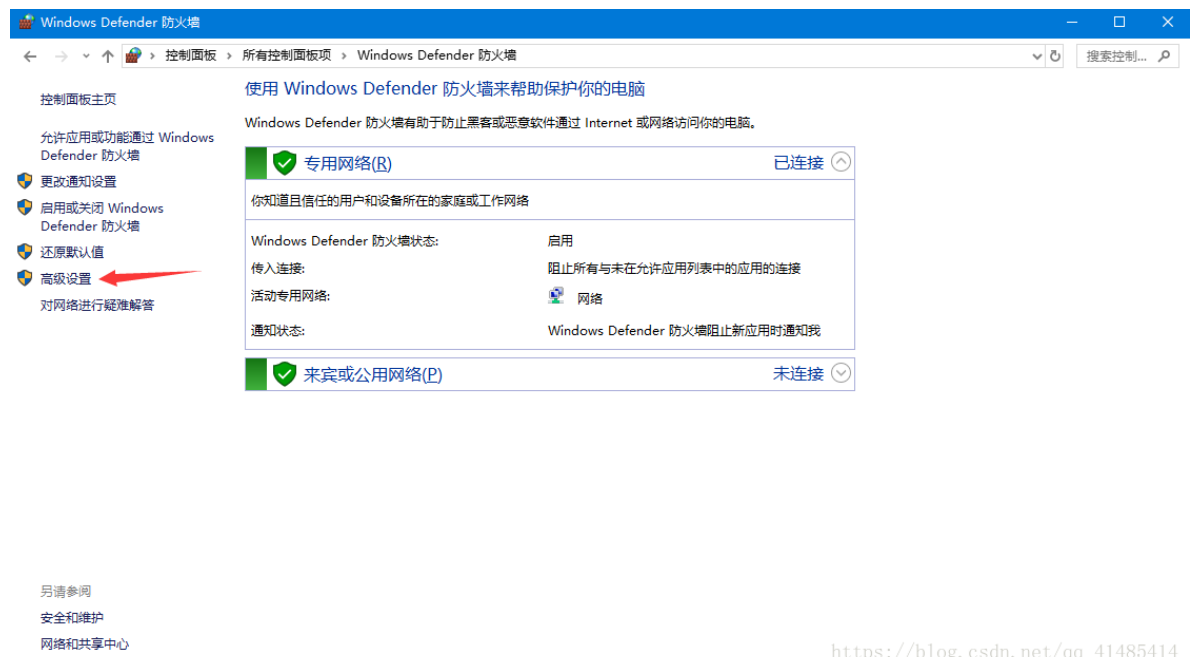 Windows Defender 防火墙
控制面板 › 所有控制面板项 › Windows Defender 防火墙
搜索控制...
控制面板主页
允许应用或功能通过 Windows
Defender 防火墙
更改通知设置
启用或关闭 Windows
Defender 防火墙
还原默认值
高级设置
对网络进行疑难解答
使用 Windows Defender 防火墙来帮助保护你的电脑
Windows Defender 防火墙有助于防止黑客或恶意软件通过 Internet 或网络访问你的电脑。
专用网络(R) 已连接
你知道且信任的用户和设备所在的家庭或工作网络
Windows Defender 防火墙状态: 启用
传入连接: 阻止所有与未在允许应用列表中的应用的连接
活动专用网络: 网络
通知状态: Windows Defender 防火墙阻止新应用时通知我
来宾或公用网络(P) 未连接
另请参阅
安全和维护
网络和共享中心
https://blog.csdn.net/qq_41485414